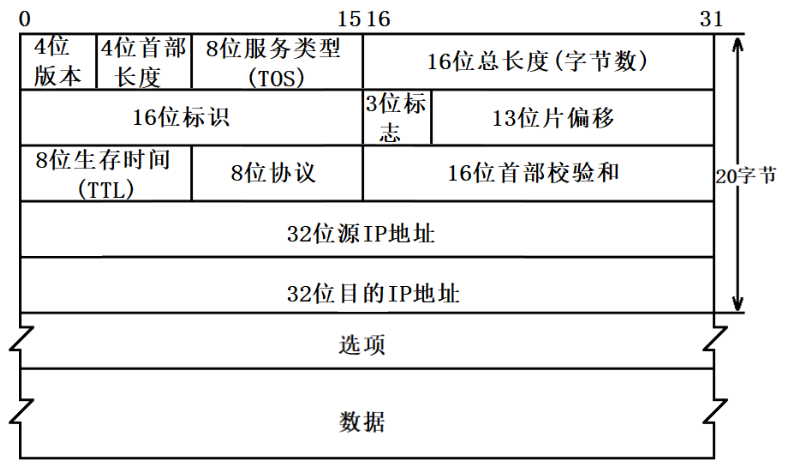 0 15 16 31
4位版本 4位首部长度 8位服务类型(TOS) 16位总长度(字节数)
16位标识 3位标志 13位片偏移
8位生存时间(TTL) 8位协议 16位首部校验和
20字节
32位源IP地址
32位目的IP地址
选项
数据